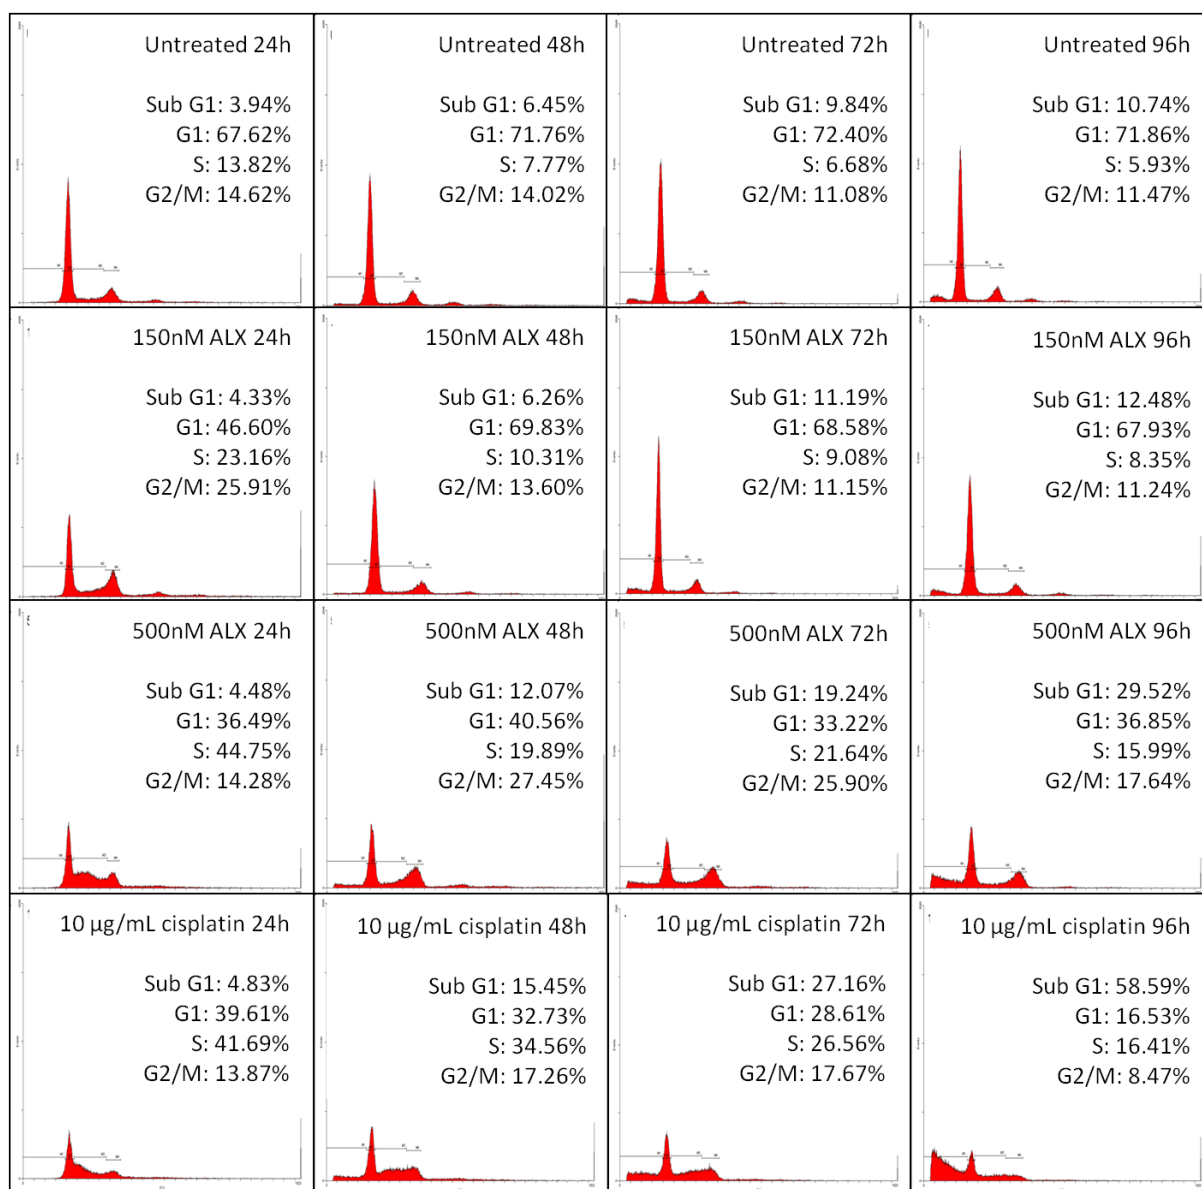 Untreated 24h
Sub G1: 3.94%
G1: 67.62%
S: 13.82%
G2/M: 14.62%
Untreated 48h
Sub G1: 6.45%
G1: 71.76%
S: 7.77%
G2/M: 14.02%
Untreated 72h
Sub G1: 9.84%
G1: 72.40%
S: 6.68%
G2/M: 11.08%
Untreated 96h
Sub G1: 10.74%
G1: 71.86%
S: 5.93%
G2/M: 11.47%
150nM ALX 24h
Sub G1: 4.33%
G1: 46.60%
S: 23.16%
G2/M: 25.91%
150nM ALX 48h
Sub G1: 6.26%
G1: 69.83%
S: 10.31%
G2/M: 13.60%
150nM ALX 72h
Sub G1: 11.19%
G1: 68.58%
S: 9.08%
G2/M: 11.15%
150nM ALX 96h
Sub G1: 12.48%
G1: 67.93%
S: 8.35%
G2/M: 11.24%
500nM ALX 24h
Sub G1: 4.48%
G1: 36.49%
S: 44.75%
G2/M: 14.28%
500nM ALX 48h
Sub G1: 12.07%
G1: 40.56%
S: 19.89%
G2/M: 27.45%
500nM ALX 72h
Sub G1: 19.24%
G1: 33.22%
S: 21.64%
G2/M: 25.90%
500nM ALX 96h
Sub G1: 29.52%
G1: 36.85%
S: 15.99%
G2/M: 17.64%
10 µg/mL cisplatin 24h
Sub G1: 4.83%
G1: 39.61%
S: 41.69%
G2/M: 13.87%
10 µg/mL cisplatin 48h
Sub G1: 15.45%
G1: 32.73%
S: 34.56%
G2/M: 17.26%
10 µg/mL cisplatin 72h
Sub G1: 27.16%
G1: 28.61%
S: 26.56%
G2/M: 17.67%
10 µg/mL cisplatin 96h
Sub G1: 58.59%
G1: 16.53%
S: 16.41%
G2/M: 8.47%